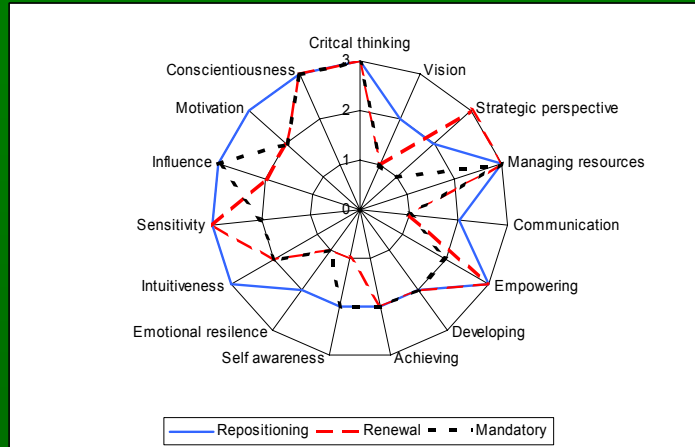 Critcal thinking
3
Conscientiousness
Vision
Motivation
2
Strategic perspective
Influence
1
Managing resources
Sensitivity
0
Communication
Intuitiveness
Empowering
Emotional resilence
Developing
Self awareness
Achieving
Repositioning Renewal Mandatory